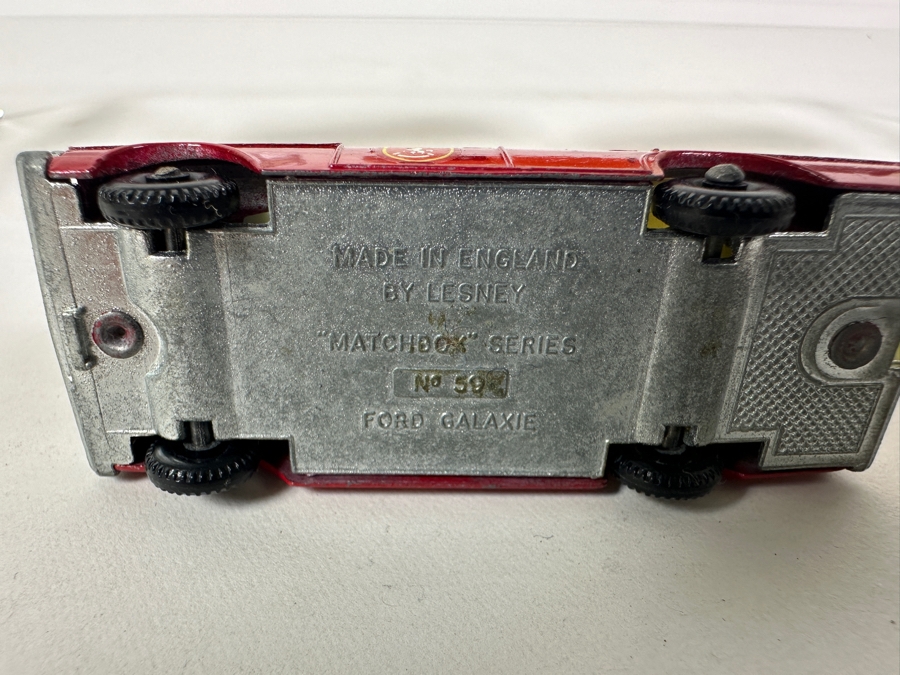 MADE IN ENGLAND
BY LESNEY
"MATCHBOX" SERIES
Nº 59
FORD GALAXIE